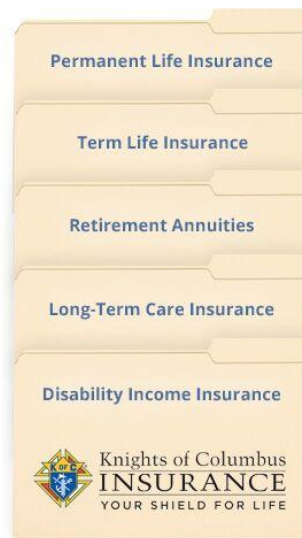 Permanent Life Insurance
Term Life Insurance
Retirement Annuities
Long-Term Care Insurance
Disability Income Insurance
K OF C
Knights of Columbus
INSURANCE
YOUR SHIELD FOR LIFE